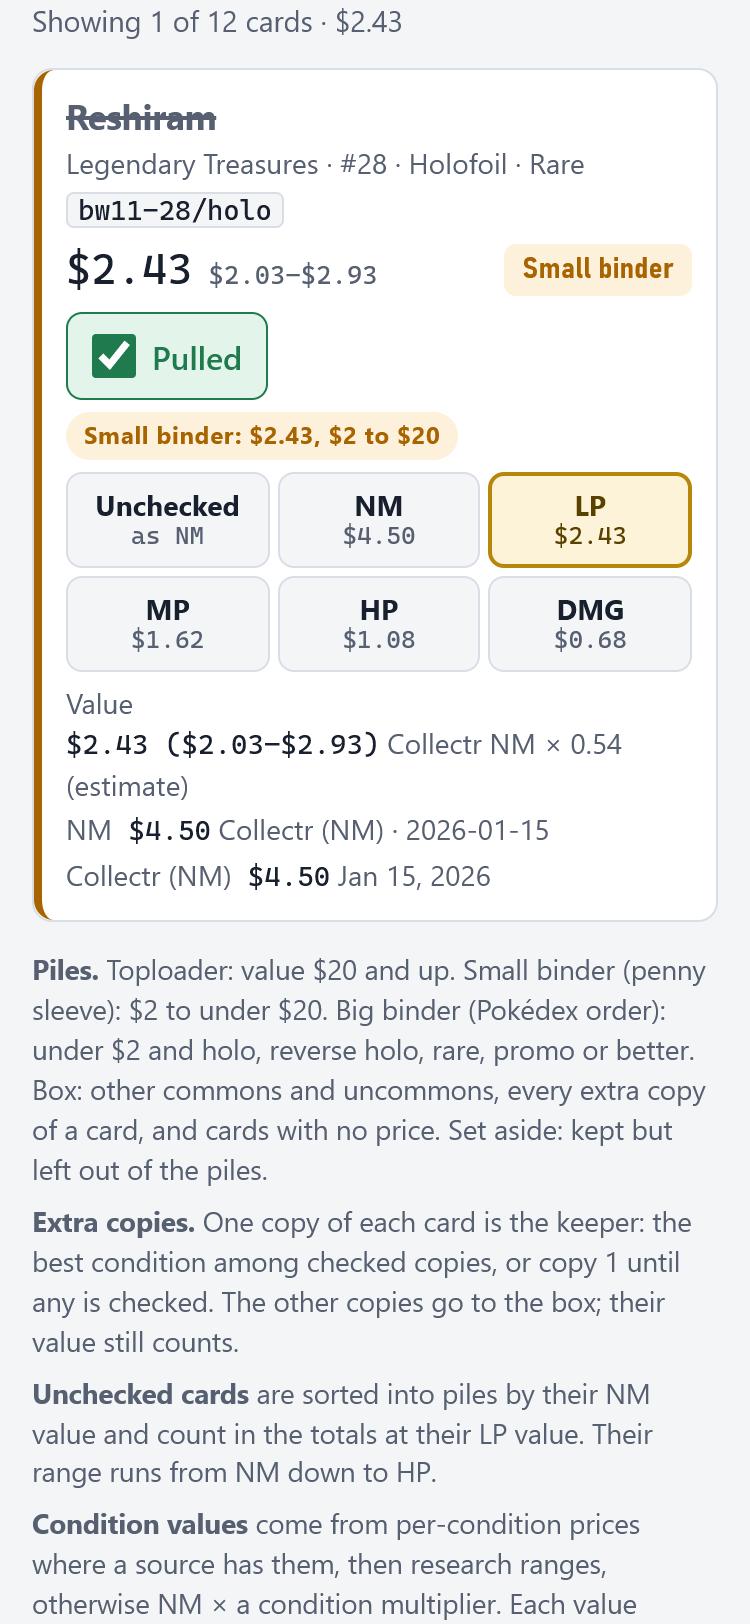 Showing 1 of 12 cards · $2.43
Reshiram
Legendary Treasures · #28 · Holofoil · Rare
bw11-28/holo
$2.43 $2.03–$2.93 Small binder
Pulled
Small binder: $2.43, $2 to $20
Unchecked NM LP
as NM $4.50 $2.43
MP HP DMG
$1.62 $1.08 $0.68
Value
$2.43 ($2.03–$2.93) Collectr NM × 0.54
(estimate)
NM $4.50 Collectr (NM) · 2026-01-15
Collectr (NM) $4.50 Jan 15, 2026
Piles. Toploader: value $20 and up. Small binder (penny
sleeve): $2 to under $20. Big binder (Pokédex order):
under $2 and holo, reverse holo, rare, promo or better.
Box: other commons and uncommons, every extra copy
of a card, and cards with no price. Set aside: kept but
left out of the piles.
Extra copies. One copy of each card is the keeper: the
best condition among checked copies, or copy 1 until
any is checked. The other copies go to the box; their
value still counts.
Unchecked cards are sorted into piles by their NM
value and count in the totals at their LP value. Their
range runs from NM down to HP.
Condition values come from per-condition prices
where a source has them, then research ranges,
otherwise NM × a condition multiplier. Each value